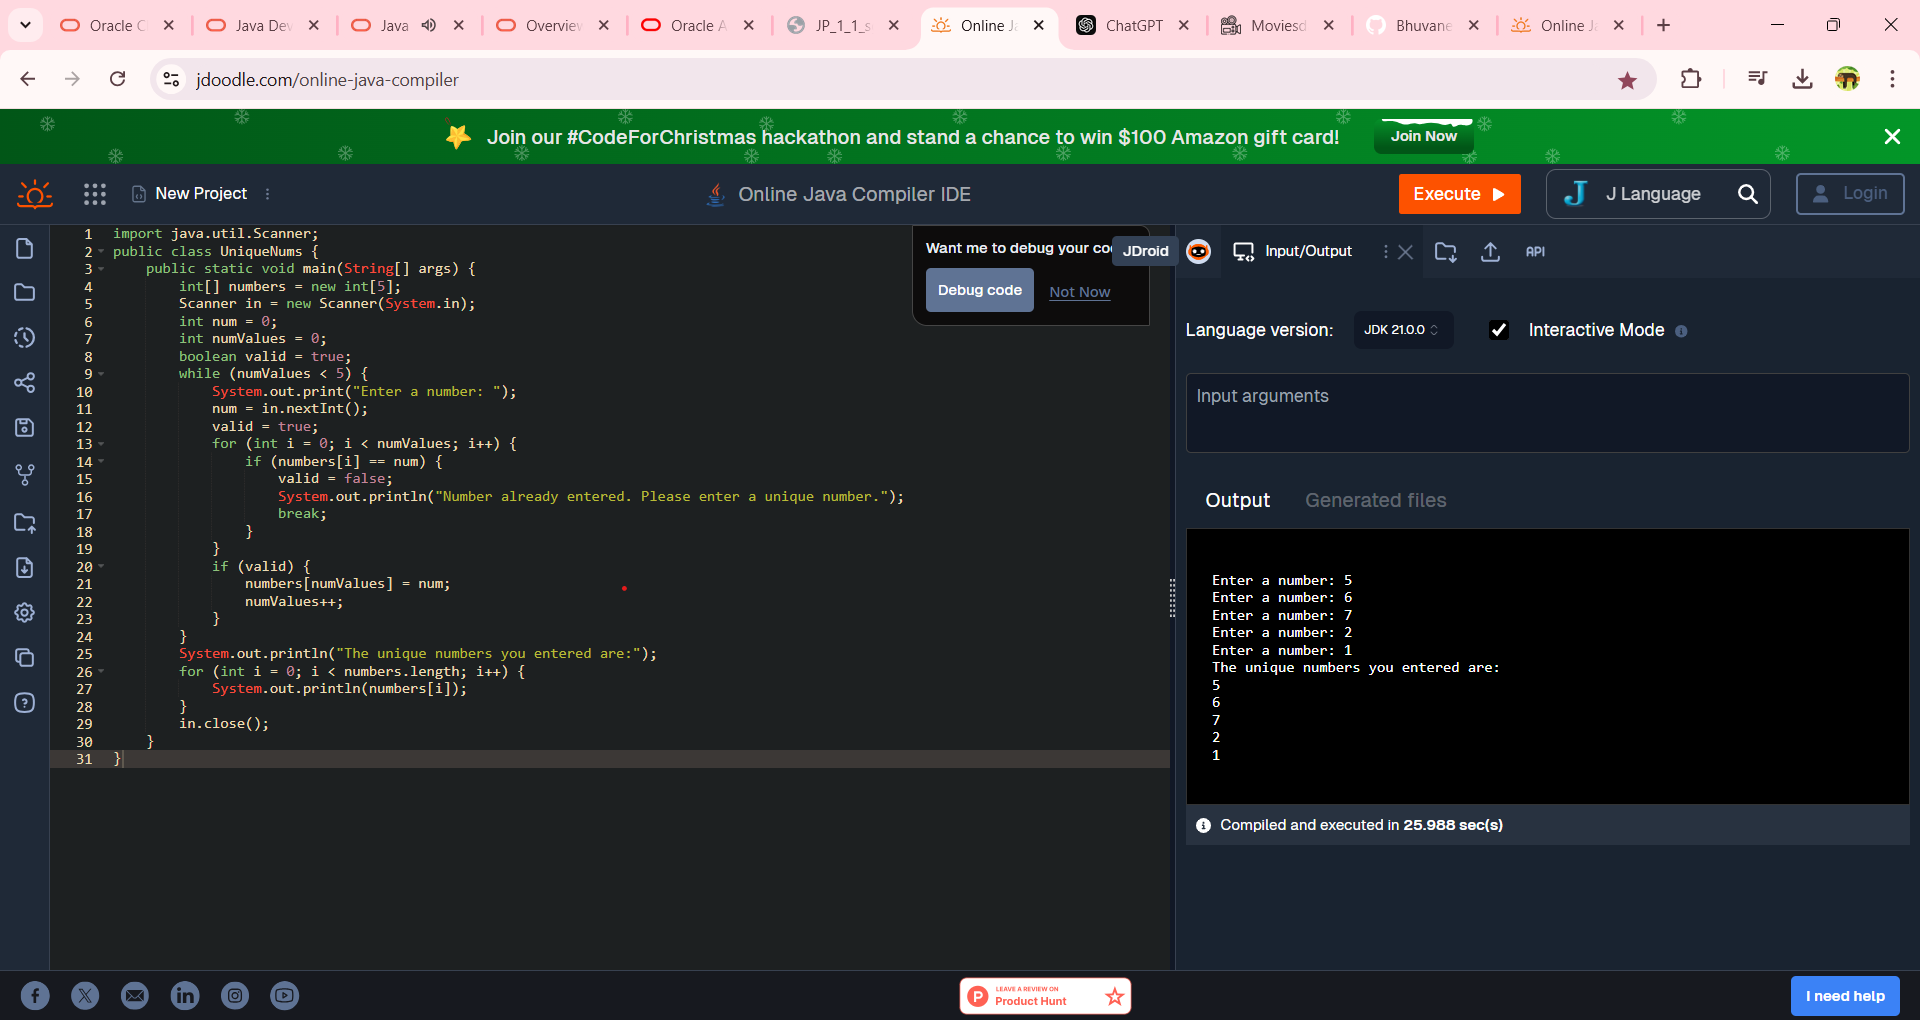 Oracle C
Java Dev
Java
Overview
Oracle A
JP_1_1_s
Online Ja
ChatGPT
Moviesd
Bhuvane
Online Ja
jdoodle.com/online-java-compiler
Join our #CodeForChristmas hackathon and stand a chance to win $100 Amazon gift card!
Join Now
New Project
Online Java Compiler IDE
Execute
J Language
Login
1 import java.util.Scanner;
2 public class UniqueNums {
3 public static void main(String[] args) {
4 int[] numbers = new int[5];
5 Scanner in = new Scanner(System.in);
6 int num = 0;
7 int numValues = 0;
8 boolean valid = true;
9 while (numValues < 5) {
10 System.out.print("Enter a number: ");
11 num = in.nextInt();
12 valid = true;
13 for (int i = 0; i < numValues; i++) {
14 if (numbers[i] == num) {
15 valid = false;
16 System.out.println("Number already entered. Please enter a unique number.");
17 break;
18 }
19 }
20 if (valid) {
21 numbers[numValues] = num;
22 numValues++;
23 }
24 }
25 System.out.println("The unique numbers you entered are:");
26 for (int i = 0; i < numbers.length; i++) {
27 System.out.println(numbers[i]);
28 }
29 in.close();
30 }
31 }
Want me to debug your co
JDroid
Debug code
Not Now
Input/Output
API
Language version:
JDK 21.0.0
Interactive Mode
Input arguments
Output
Generated files
Enter a number: 5
Enter a number: 6
Enter a number: 7
Enter a number: 2
Enter a number: 1
The unique numbers you entered are:
5
6
7
2
1
Compiled and executed in 25.988 sec(s)
LEAVE A REVIEW ON
Product Hunt
I need help